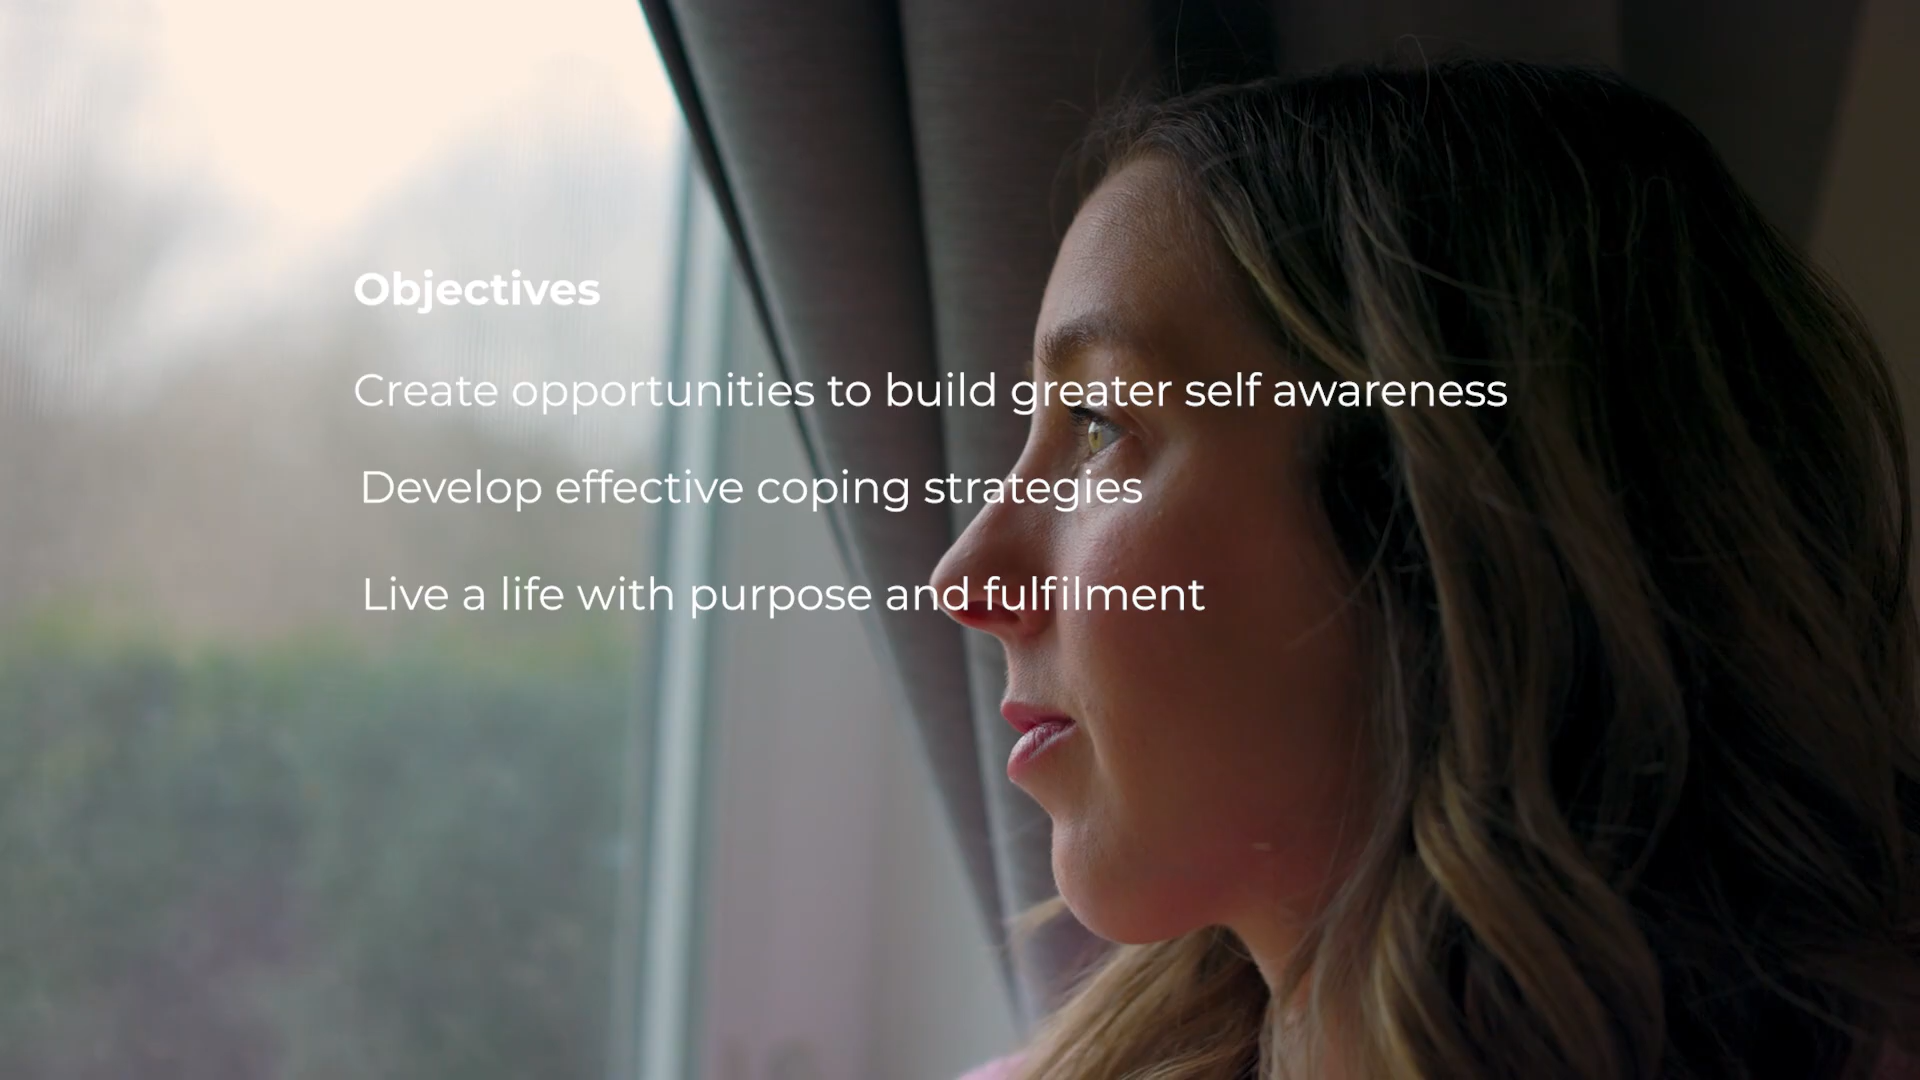 Objectives
Create opportunities to build greater self awareness
Develop effective coping strategies
Live a life with purpose and fulfilment